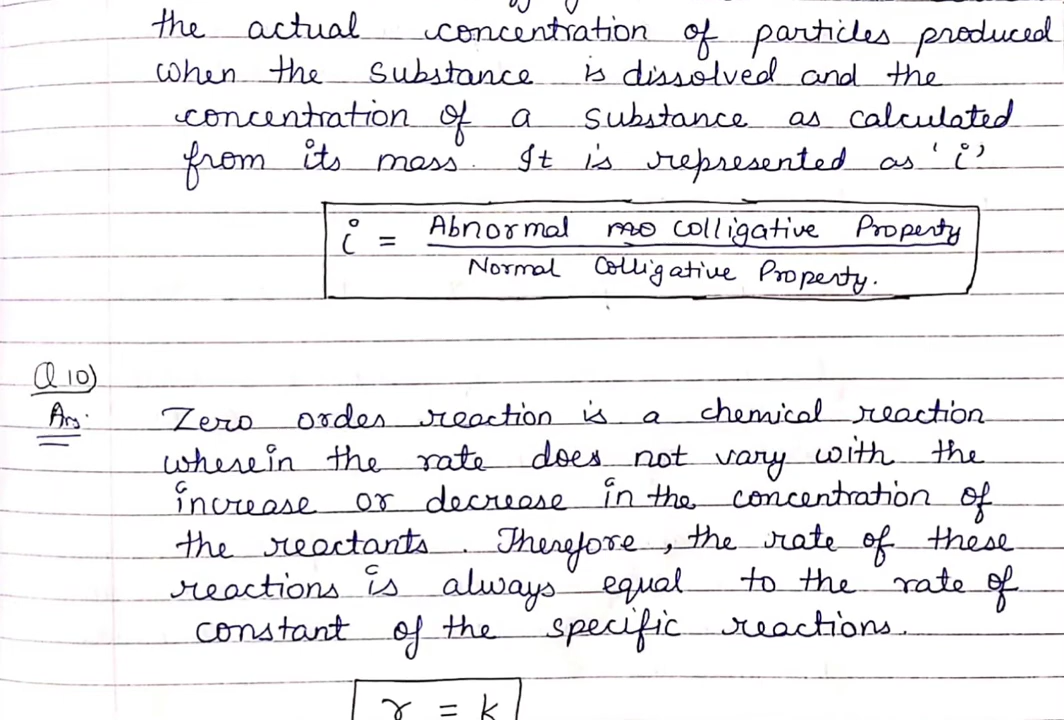 the actual concentration of particles produced
when the substance is dissolved and the
concentration of a substance as calculated
from its mass. It is represented as 'i'
i = Abnormal mo colligative Property
Normal Colligative Property.
Q 10)
Ans. Zero order reaction is a chemical reaction
wherein the rate does not vary with the
increase or decrease in the concentration of
the reactants. Therefore, the rate of these
reactions is always equal to the rate of
constant of the specific reactions.
r = k